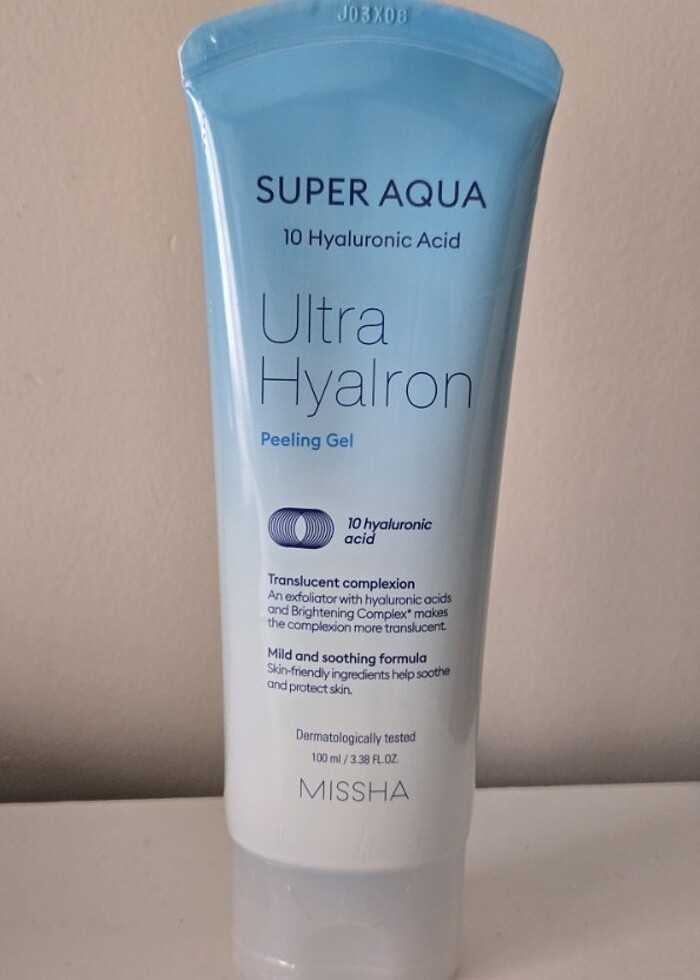 J03X08
SUPER AQUA
10 Hyaluronic Acid
Ultra
Hyalron
Peeling Gel
10 hyaluronic
acid
Translucent complexion
An exfoliator with hyaluronic acids
and Brightening Complex* makes
the complexion more translucent.
Mild and soothing formula
Skin-friendly ingredients help soothe
and protect skin.
Dermatologically tested
100 ml / 3.38 FL.OZ.
MISSHA